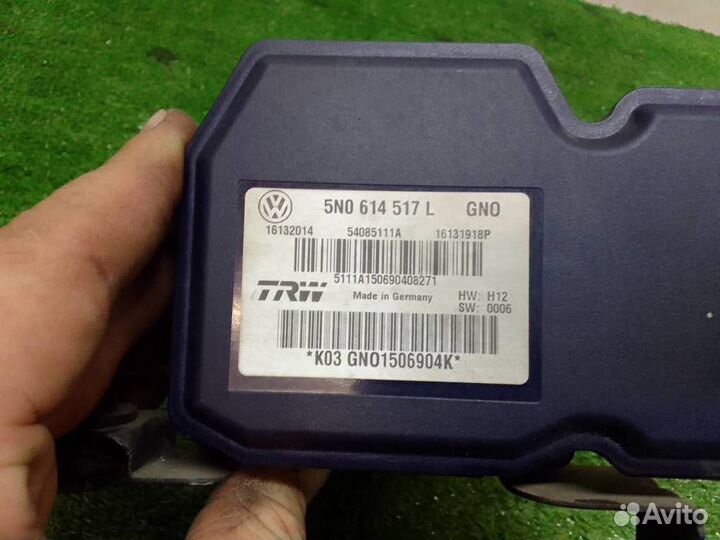 5N0 614 517 L GNO
16132014 54085111A 16131918P
5111A150690408271
TRW Made in Germany HW: H12
SW: 0006
*K03 GNO1506904K*
Avito